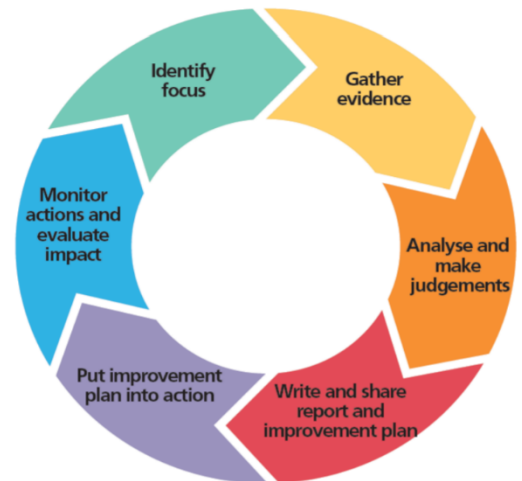 Identify
focus
Gather
evidence
Analyse and
make
judgements
Write and share
report and
improvement plan
Put improvement
plan into action
Monitor
actions and
evaluate
impact